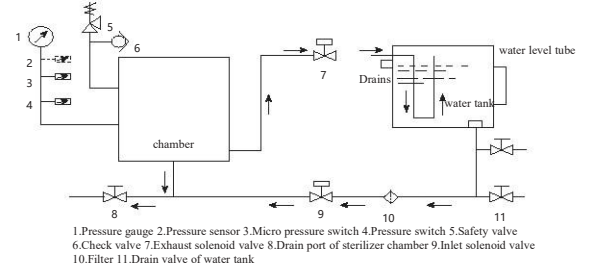 1
5
6
2
3
4
7
water level tube
Drains
water tank
chamber
8
9
10
11
1.Pressure gauge 2.Pressure sensor 3.Micro pressure switch 4.Pressure switch 5.Safety valve
6.Check valve 7.Exhaust solenoid valve 8.Drain port of sterilizer chamber 9.Inlet solenoid valve
10.Filter 11.Drain valve of water tank